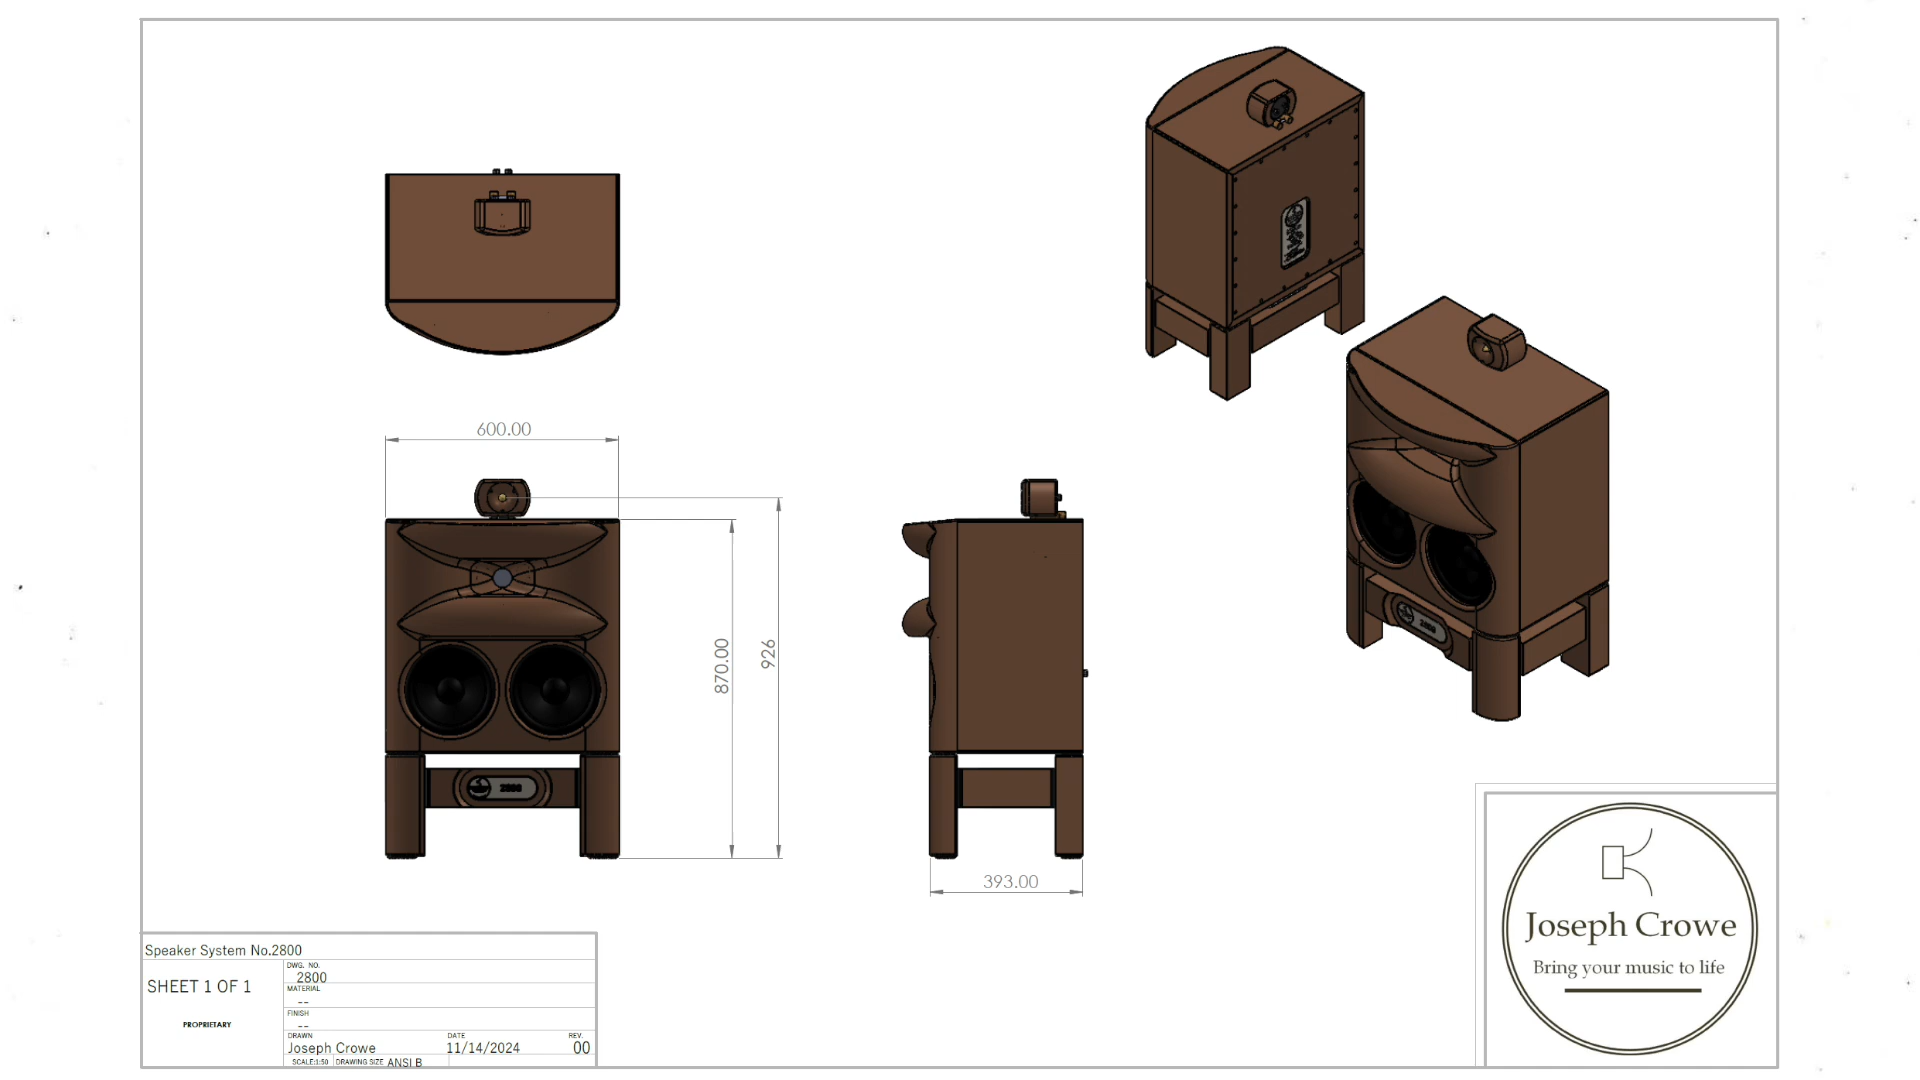 600.00
870.00
926
393.00
2800
Speaker System No.2800
SHEET 1 OF 1
PROPRIETARY
DWG. NO.
2800
MATERIAL
--
FINISH
--
DRAWN
Joseph Crowe
DATE
11/14/2024
REV.
00
SCALE:1:50
DRAWING SIZE ANSI B
Joseph Crowe
Bring your music to life